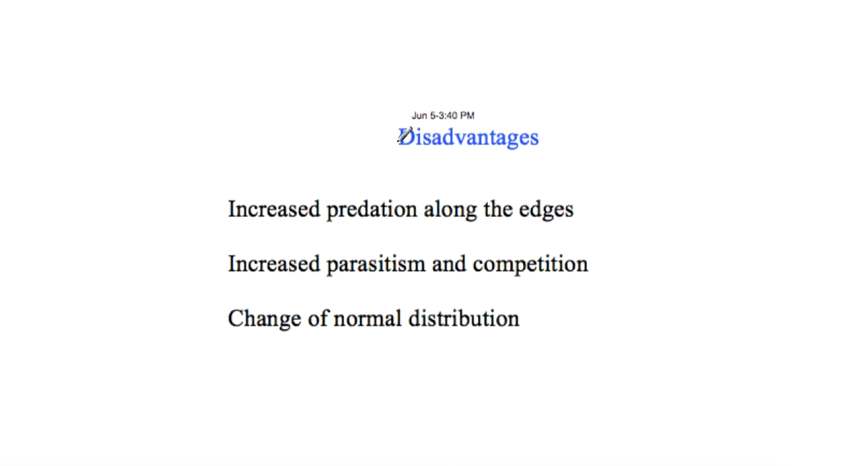 Jun 5-3:40 PM
Disadvantages
Increased predation along the edges
Increased parasitism and competition
Change of normal distribution